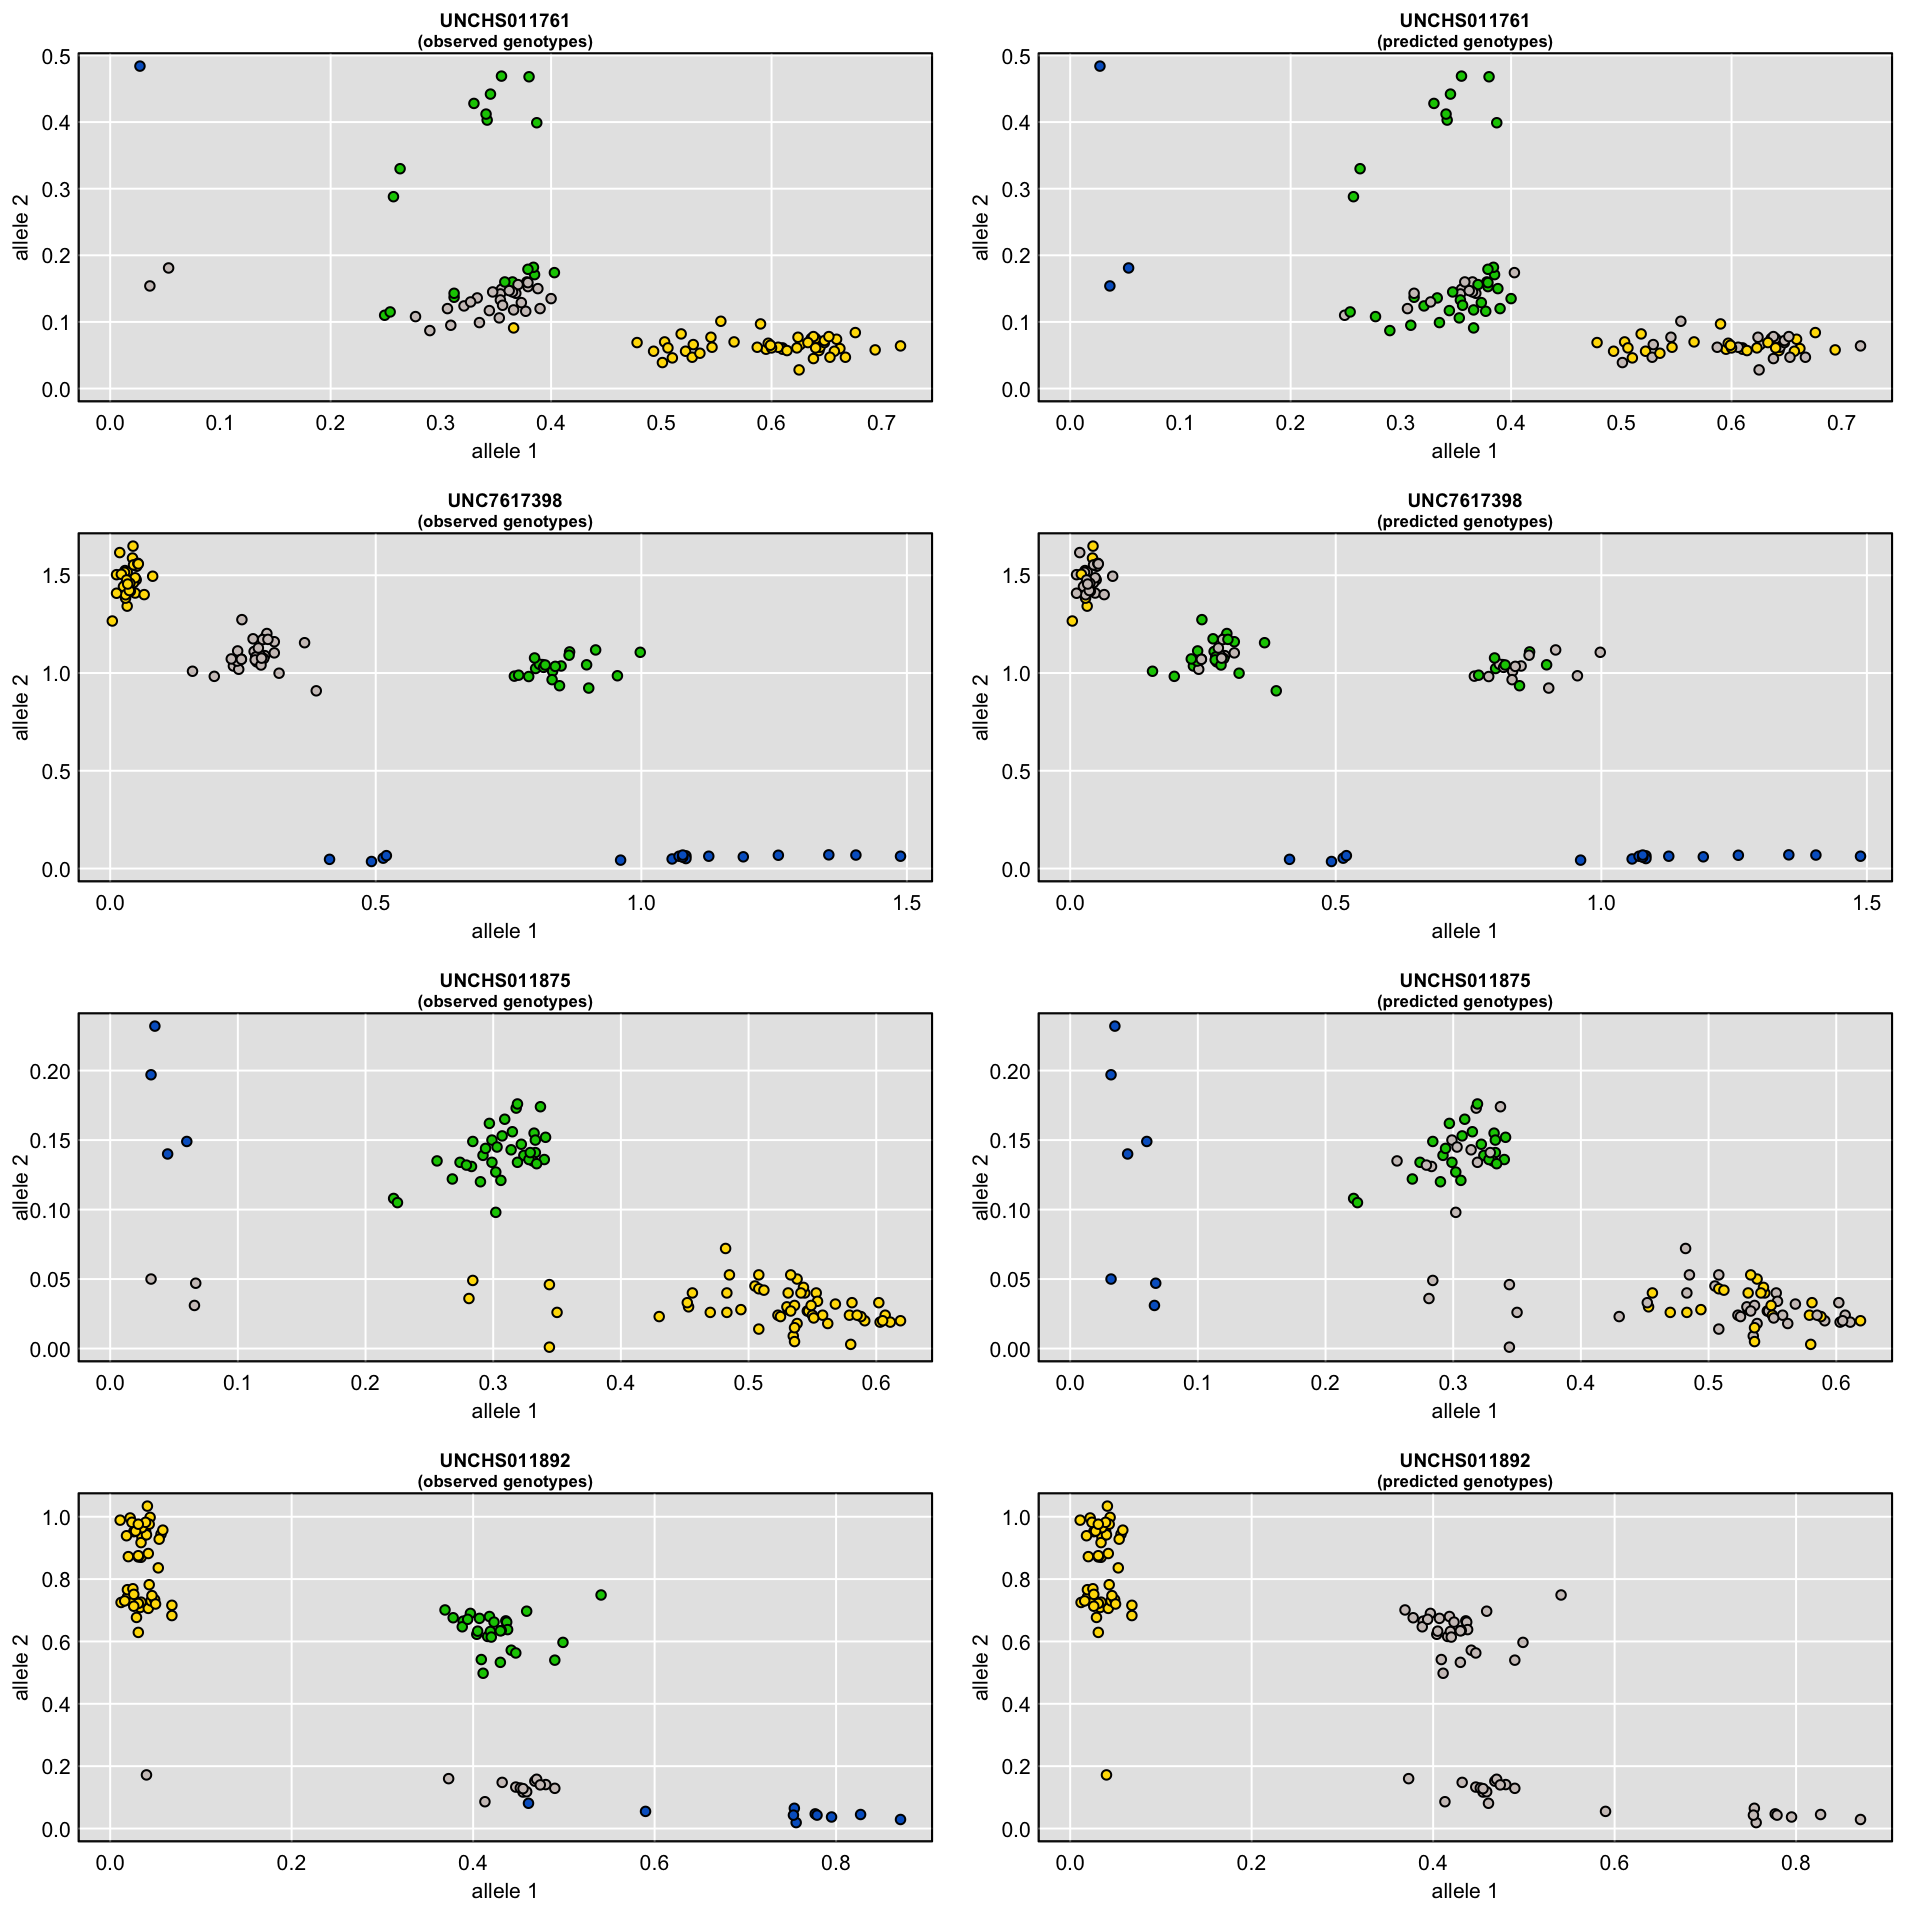 UNCHS011761
(observed genotypes)
0.5
0.4
0.3
0.2
0.1
0.0
allele 2
0.0 0.1 0.2 0.3 0.4 0.5 0.6 0.7
allele 1
UNCHS011761
(predicted genotypes)
0.5
0.4
0.3
0.2
0.1
0.0
allele 2
0.0 0.1 0.2 0.3 0.4 0.5 0.6 0.7
allele 1
UNC7617398
(observed genotypes)
1.5
1.0
0.5
0.0
allele 2
0.0 0.5 1.0 1.5
allele 1
UNC7617398
(predicted genotypes)
1.5
1.0
0.5
0.0
allele 2
0.0 0.5 1.0 1.5
allele 1
UNCHS011875
(observed genotypes)
0.20
0.15
0.10
0.05
0.00
allele 2
0.0 0.1 0.2 0.3 0.4 0.5 0.6
allele 1
UNCHS011875
(predicted genotypes)
0.20
0.15
0.10
0.05
0.00
allele 2
0.0 0.1 0.2 0.3 0.4 0.5 0.6
allele 1
UNCHS011892
(observed genotypes)
1.0
0.8
0.6
0.4
0.2
0.0
allele 2
0.0 0.2 0.4 0.6 0.8
allele 1
UNCHS011892
(predicted genotypes)
1.0
0.8
0.6
0.4
0.2
0.0
allele 2
0.0 0.2 0.4 0.6 0.8
allele 1